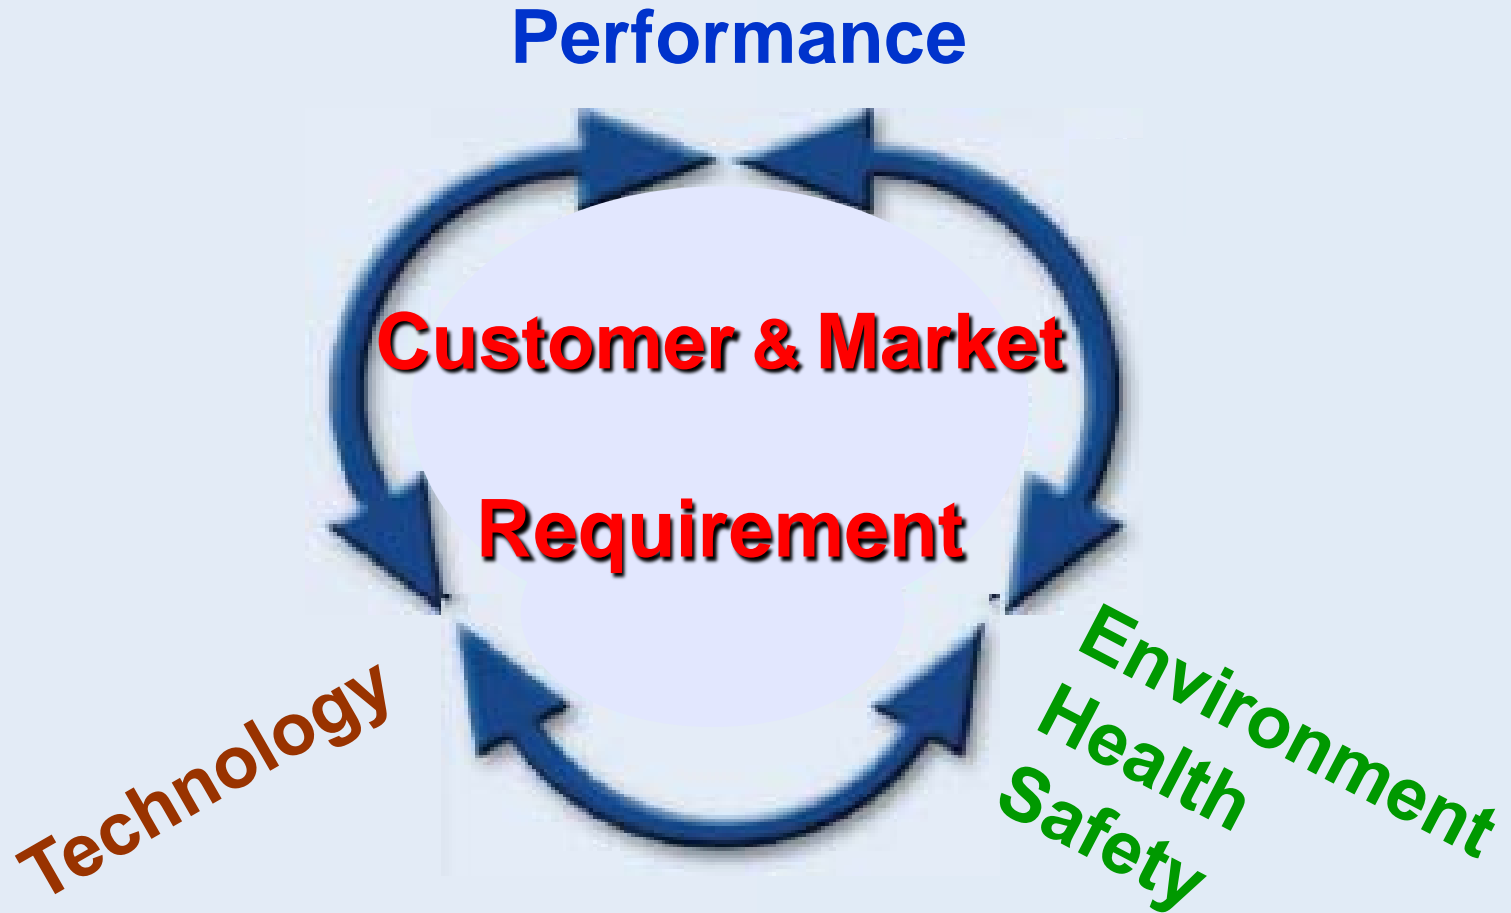 Performance
Customer & Market
Requirement
Technology
Environment
Health
Safety